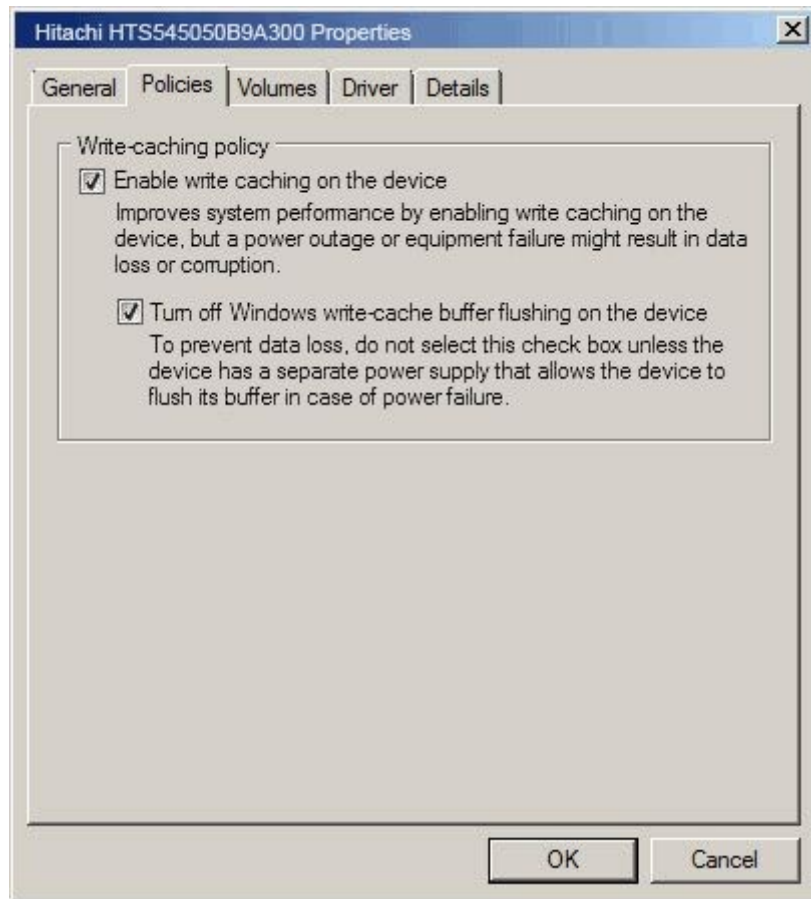 Hitachi HTS545050B9A300 Properties
General Policies Volumes Driver Details
Write-caching policy
Enable write caching on the device
Improves system performance by enabling write caching on the
device, but a power outage or equipment failure might result in data
loss or corruption.
Turn off Windows write-cache buffer flushing on the device
To prevent data loss, do not select this check box unless the
device has a separate power supply that allows the device to
flush its buffer in case of power failure.
OK Cancel